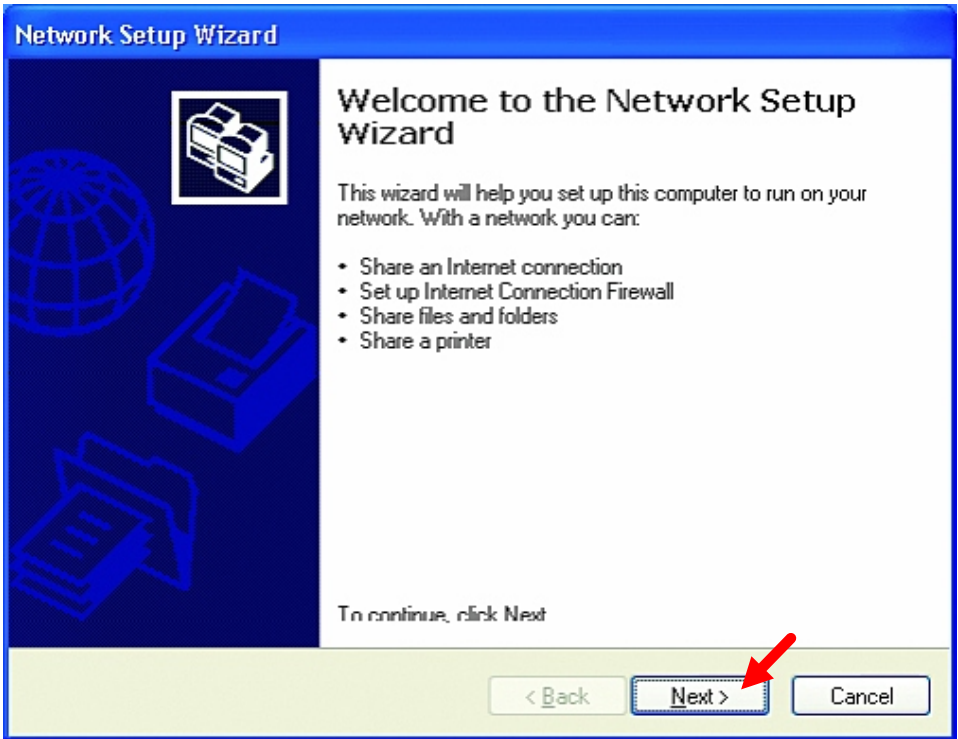 Network Setup Wizard
Welcome to the Network Setup
Wizard
This wizard will help you set up this computer to run on your
network. With a network you can:
• Share an Internet connection
• Set up Internet Connection Firewall
• Share files and folders
• Share a printer
To continue, click Next
< Back Next > Cancel